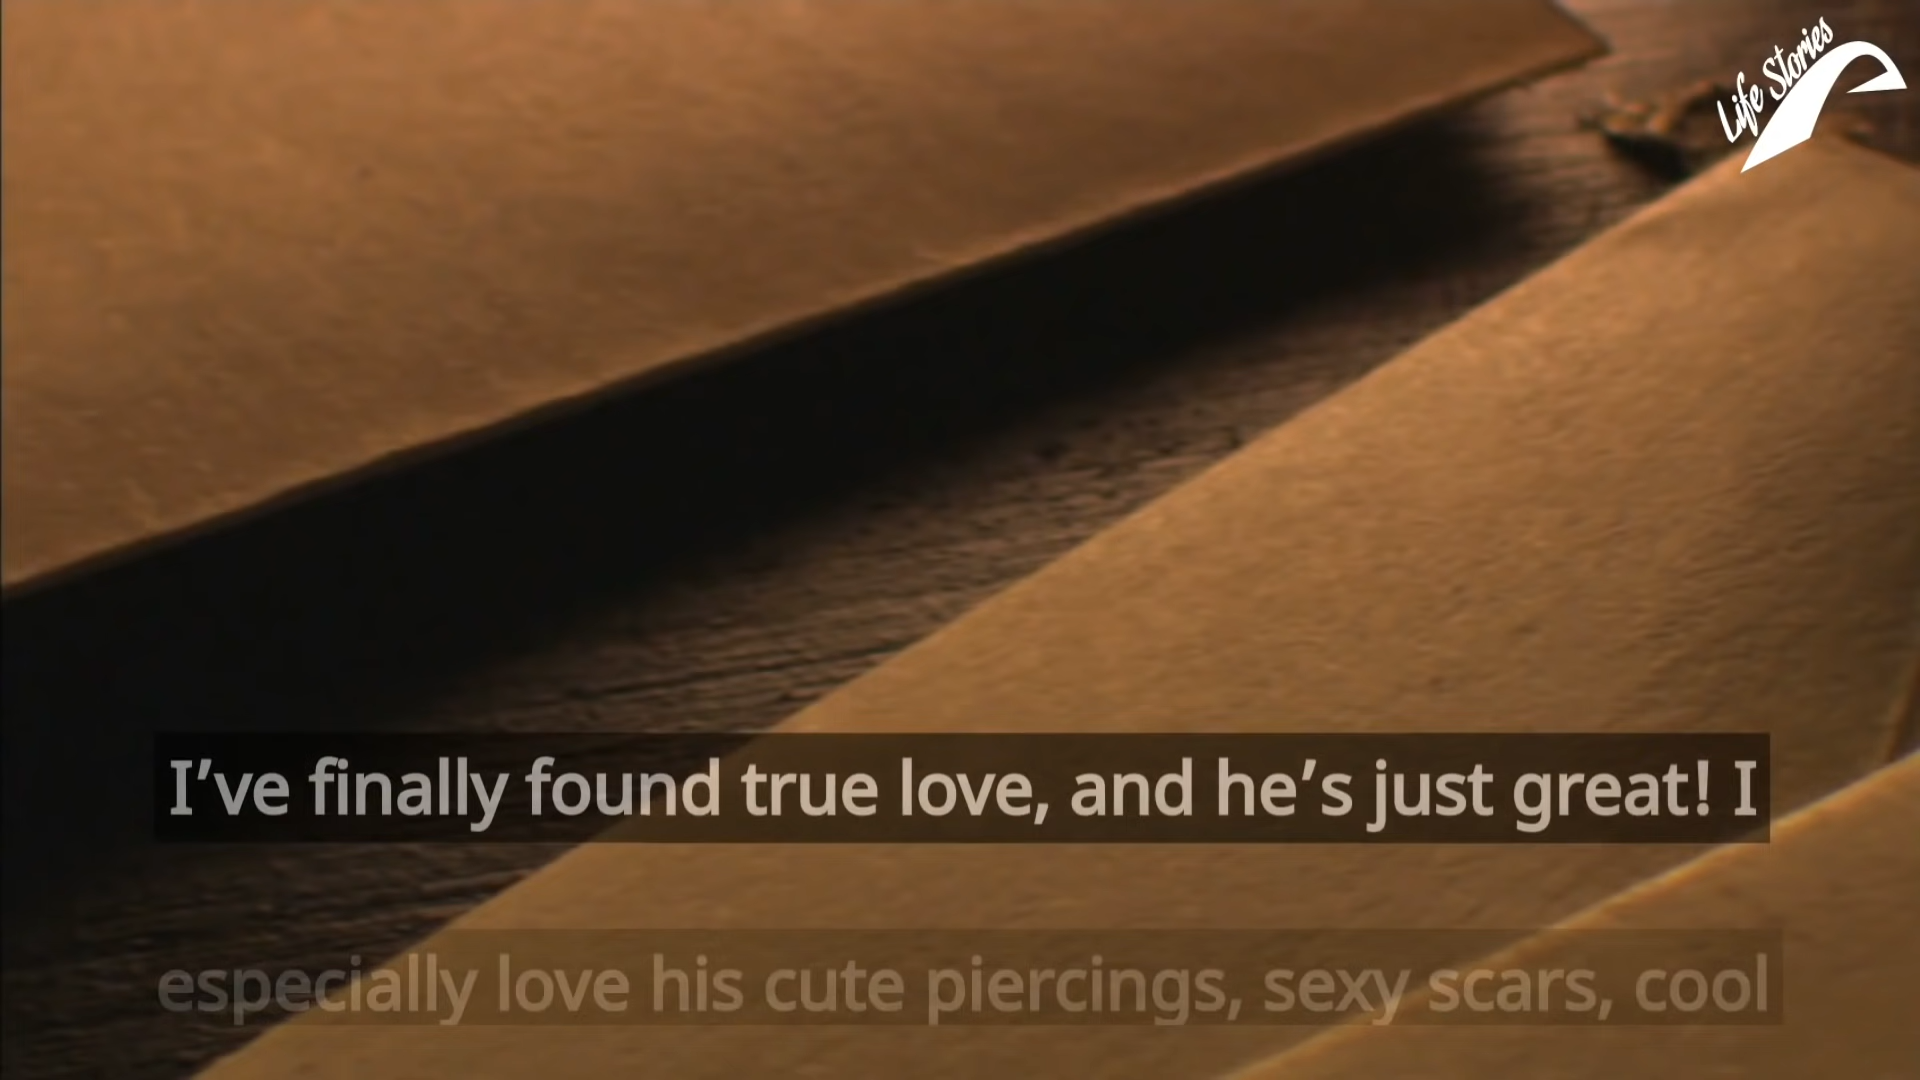 Life Stories
I’ve finally found true love, and he’s just great! I
especially love his cute piercings, sexy scars, cool